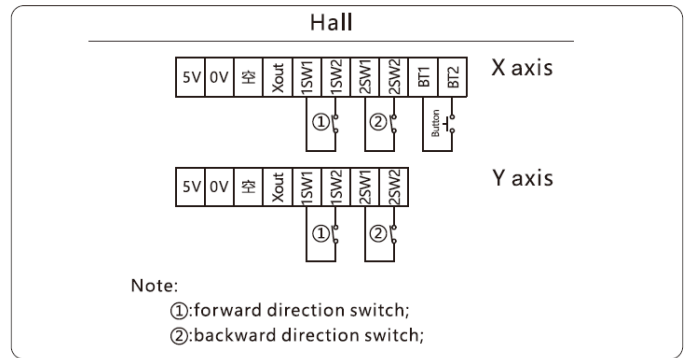 Hall
5V 0V 空 Xout 1SW1 1SW2 2SW1 2SW2 BT1 BT2 X axis
① ② Button
5V 0V 空 Xout 1SW1 1SW2 2SW1 2SW2 Y axis
① ②
Note:
①:forward direction switch;
②:backward direction switch;